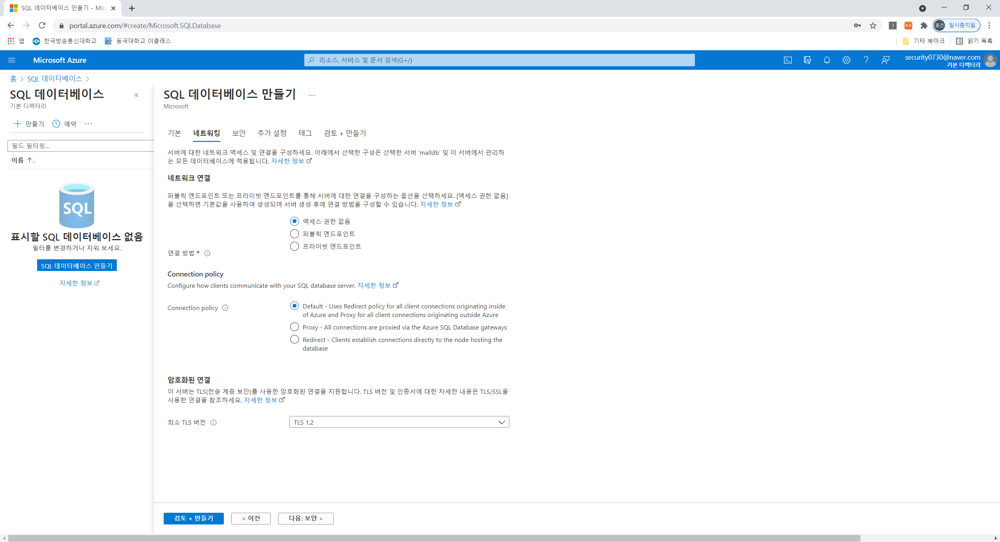 SQL 데이터베이스 만들기 - Micr
portal.azure.com/#create/Microsoft.SQLDatabase
EX
충건
일시중지됨
앱
한국방송통신대학교
동국대학교 이클래스
기타 북마크
읽기 목록
Microsoft Azure
리소스, 서비스 및 문서 검색(G+/)
security0730@naver.com
기본 디렉터리
홈 > SQL 데이터베이스 >
SQL 데이터베이스
기본 디렉터리
만들기
예약
필드 필터링...
이름
SQL
표시할 SQL 데이터베이스 없음
필터를 변경하거나 지워 보세요.
SQL 데이터베이스 만들기
자세한 정보
SQL 데이터베이스 만들기 ...
Microsoft
기본 네트워킹 보안 추가 설정 태그 검토 + 만들기
서버에 대한 네트워크 액세스 및 연결을 구성하세요. 아래에서 선택한 구성은 선택한 서버 'malldb' 및 이 서버에서 관리하
는 모든 데이터베이스에 적용됩니다. 자세한 정보
네트워크 연결
퍼블릭 엔드포인트 또는 프라이빗 엔드포인트를 통해 서버에 대한 연결을 구성하는 옵션을 선택하세요. [액세스 권한 없음]
을 선택하면 기본값을 사용하여 생성되며 서버 생성 후에 연결 방법을 구성할 수 있습니다. 자세한 정보
액세스 권한 없음
퍼블릭 엔드포인트
프라이빗 엔드포인트
연결 방법 *
Connection policy
Configure how clients communicate with your SQL database server. 자세한 정보
Connection policy
Default - Uses Redirect policy for all client connections originating inside
of Azure and Proxy for all client connections originating outside Azure
Proxy - All connections are proxied via the Azure SQL Database gateways
Redirect - Clients establish connections directly to the node hosting the
database
암호화된 연결
이 서버는 TLS(전송 계층 보안)를 사용한 암호화된 연결을 지원합니다. TLS 버전 및 인증서에 대한 자세한 내용은 TLS/SSL을
사용한 연결을 참조하세요. 자세한 정보
최소 TLS 버전
TLS 1.2
검토 + 만들기
< 이전
다음: 보안 >